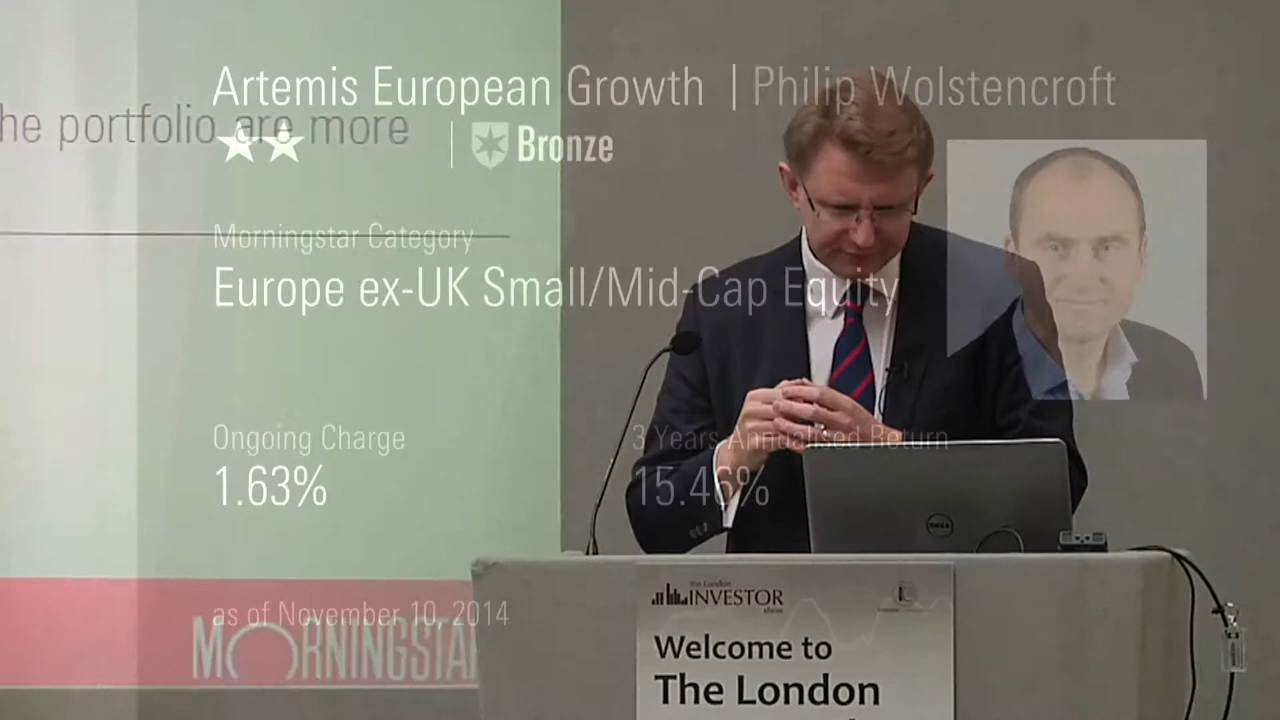 Artemis European Growth | Philip Wolstencroft
he portfolio are more
Bronze
Morningstar Category
Europe ex-UK Small/Mid-Cap Equity
Ongoing Charge
3 Years Annualised Return
1.63%
15.46%
DELL
the London
INVESTOR
show
as of November 10, 2014
MORNINGSTAR
Welcome to
The London